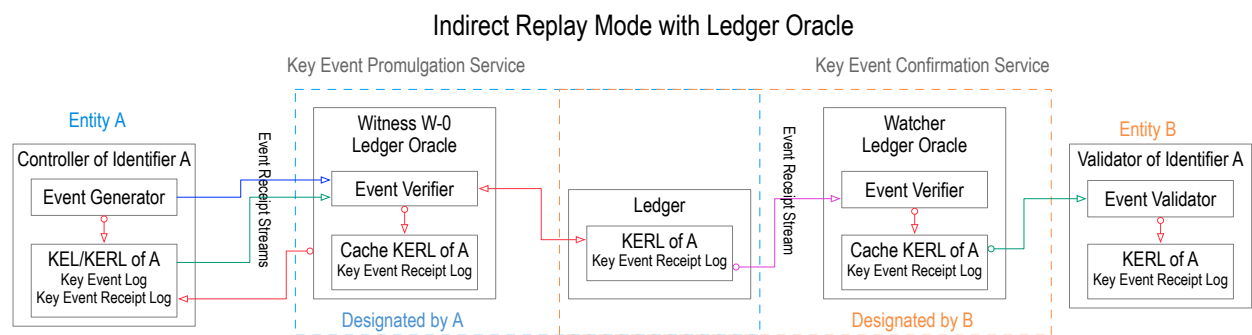 Indirect Replay Mode with Ledger Oracle
Key Event Promulgation Service
Key Event Confirmation Service
Entity A
Controller of Identifier A
Event Generator
KEL/KERL of A
Key Event Log
Key Event Receipt Log
Event Receipt Streams
Witness W-0
Ledger Oracle
Event Verifier
Cache KERL of A
Key Event Receipt Log
Designated by A
Ledger
KERL of A
Key Event Receipt Log
Event Receipt Stream
Watcher
Ledger Oracle
Event Verifier
Cache KERL of A
Key Event Receipt Log
Designated by B
Entity B
Validator of Identifier A
Event Validator
KERL of A
Key Event Receipt Log